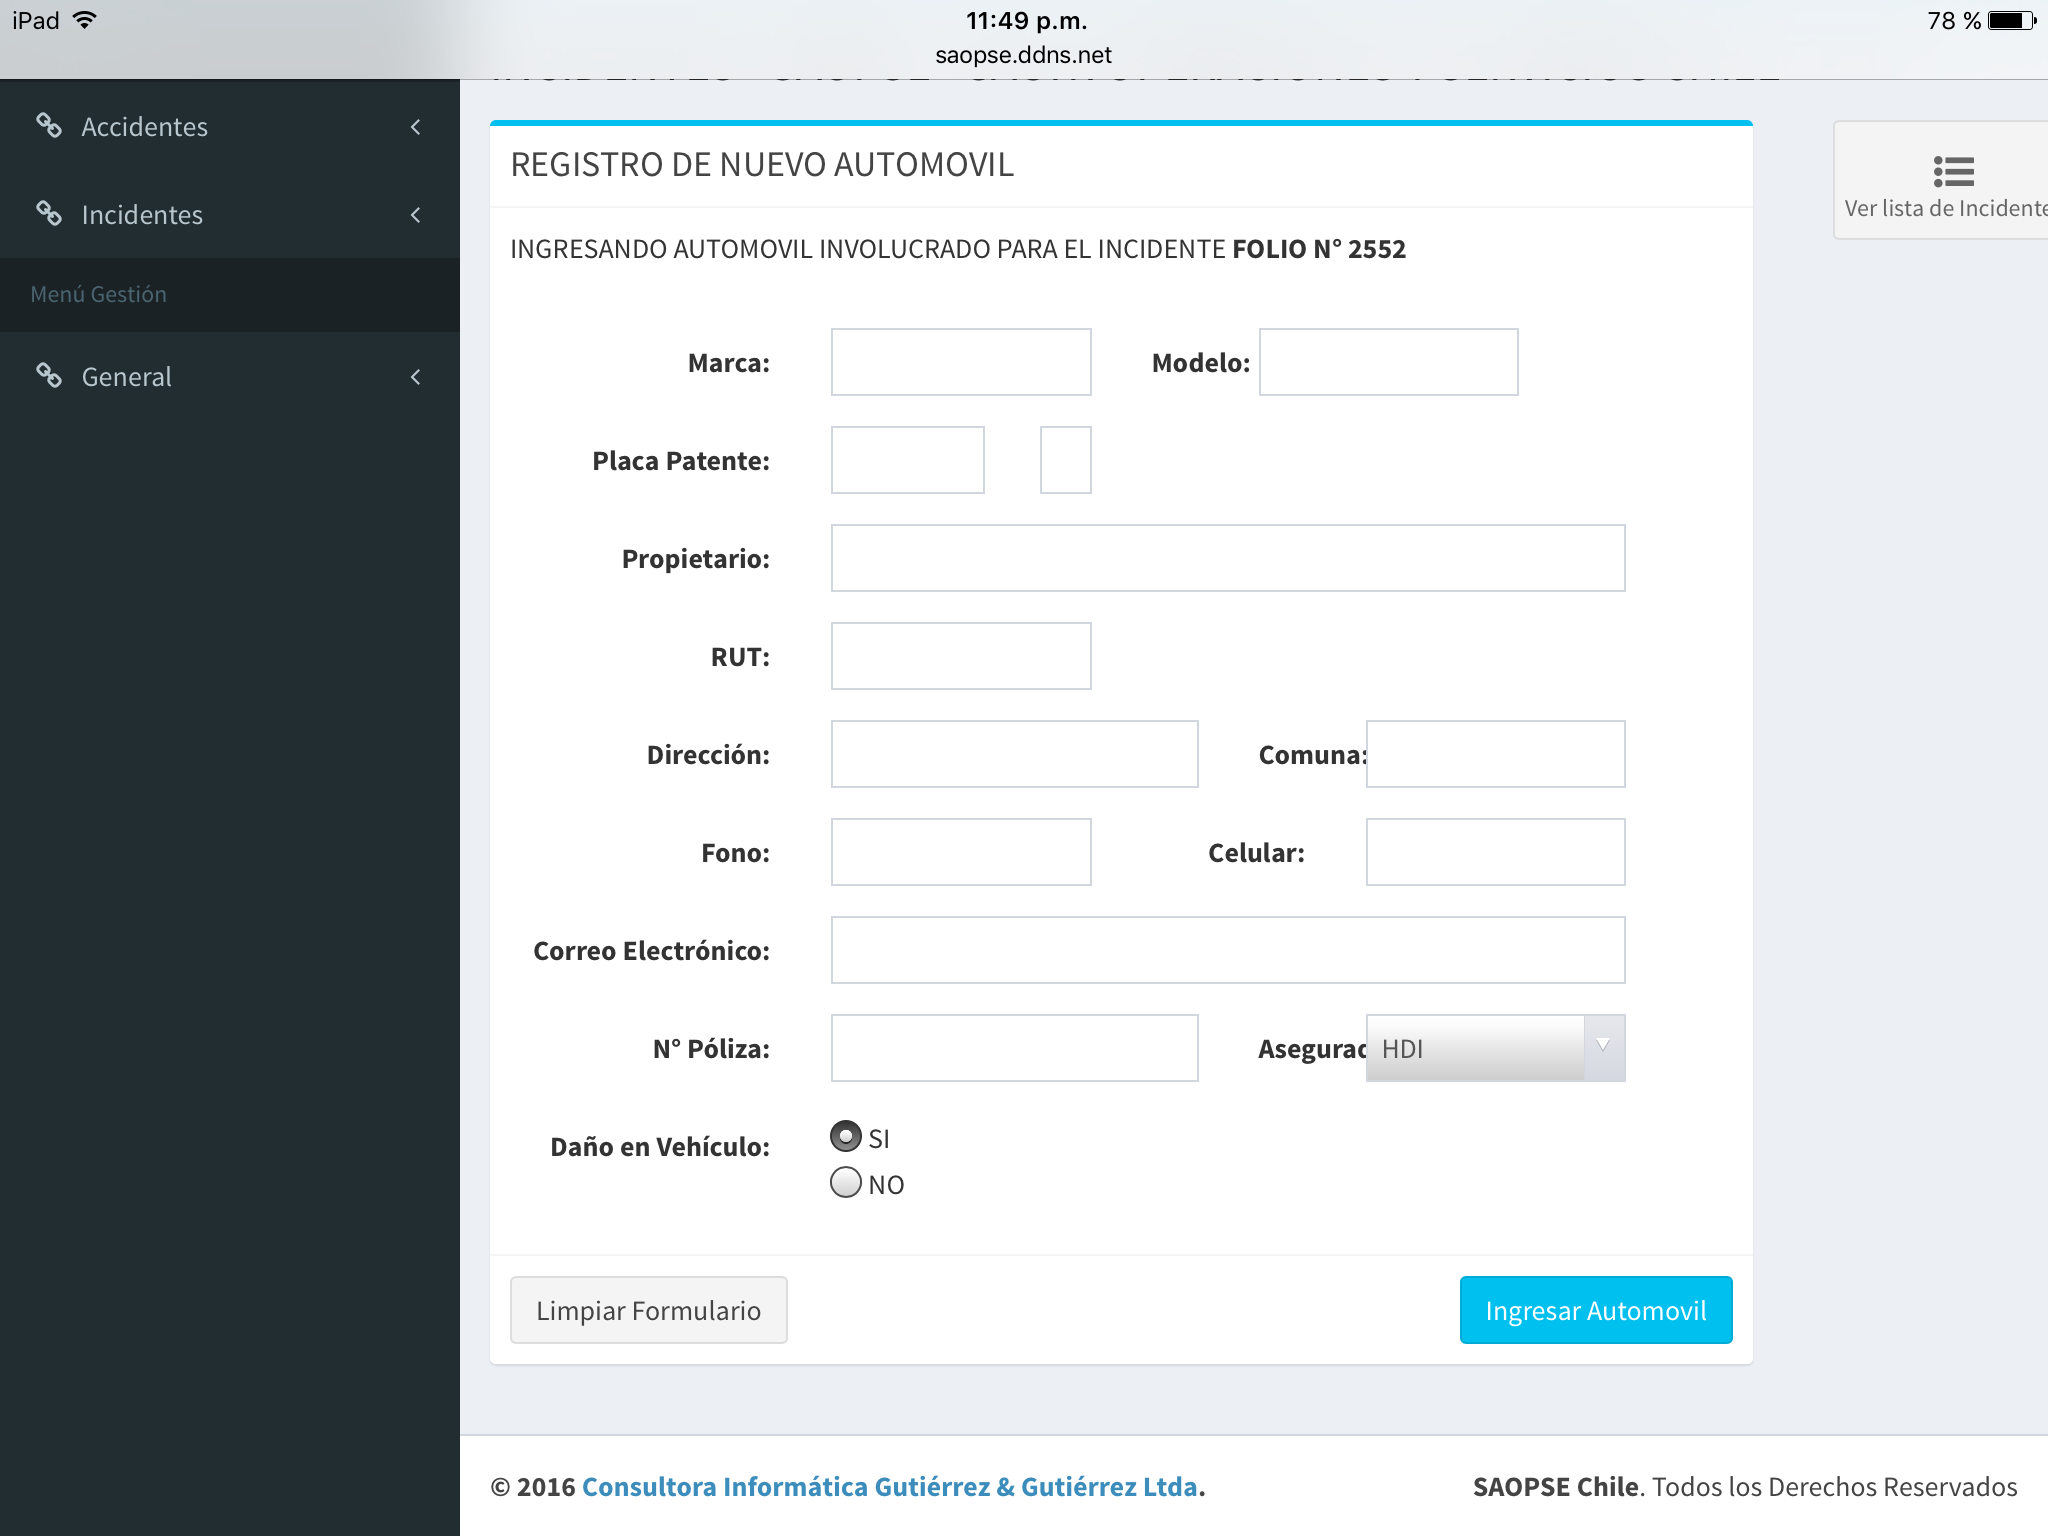 iPad
11:49 p.m.
78 %
saopse.ddns.net
Accidentes
Incidentes
Menú Gestión
General
REGISTRO DE NUEVO AUTOMOVIL
Ver lista de Incidente
INGRESANDO AUTOMOVIL INVOLUCRADO PARA EL INCIDENTE FOLIO N° 2552
Marca:
Modelo:
Placa Patente:
Propietario:
RUT:
Dirección:
Comuna:
Fono:
Celular:
Correo Electrónico:
N° Póliza:
Asegurad
HDI
Daño en Vehículo:
SI
NO
Limpiar Formulario
Ingresar Automovil
© 2016 Consultora Informática Gutiérrez & Gutiérrez Ltda.
SAOPSE Chile. Todos los Derechos Reservados